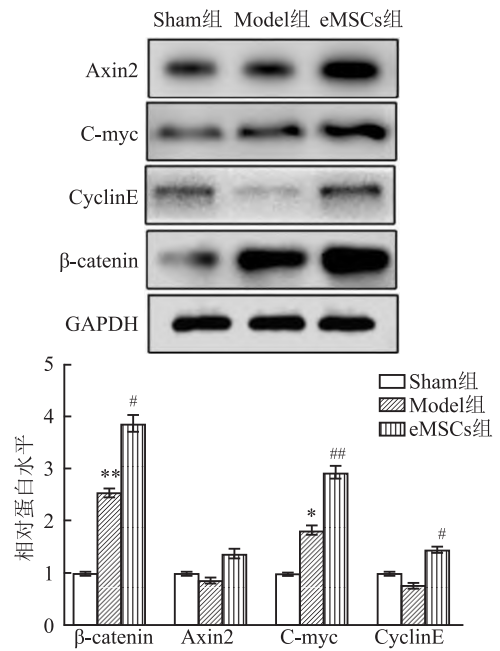 Sham组 Model组 eMSCs组
Axin2
C-myc
CyclinE
β-catenin
GAPDH
相对蛋白水平
5
4
3
2
1
0
Sham组
Model组
eMSCs组
**
#
*
##
#
β-catenin Axin2 C-myc CyclinE